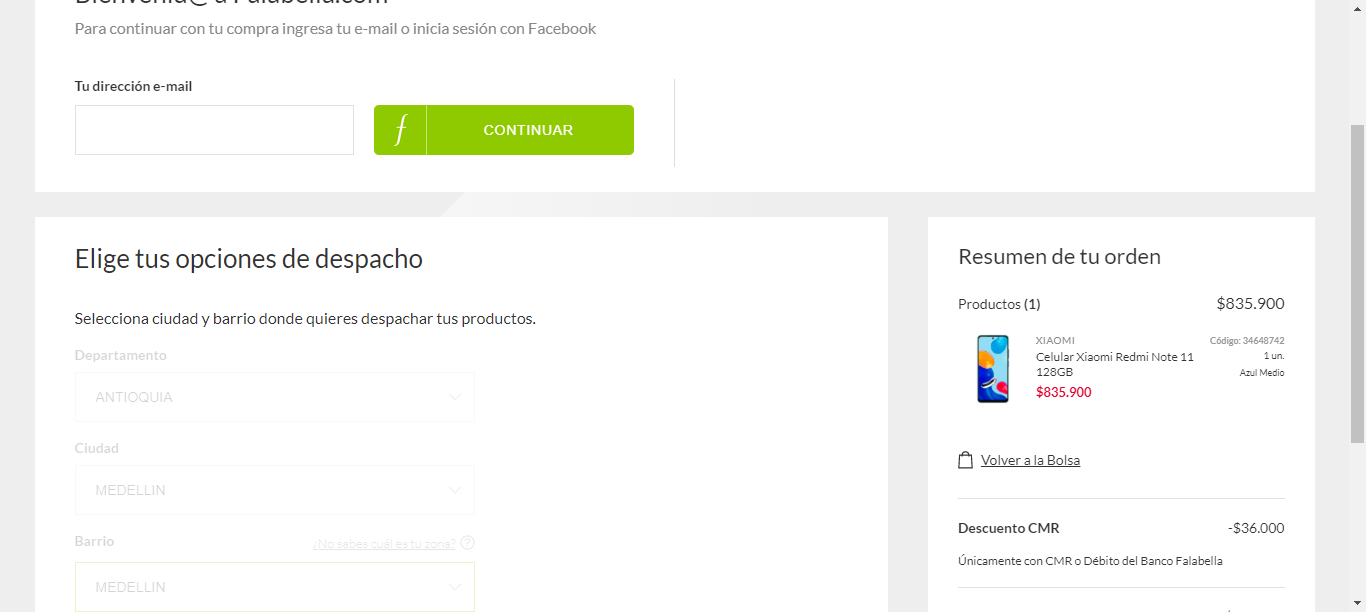 Bienvenid@ a Falabella.com
Para continuar con tu compra ingresa tu e-mail o inicia sesión con Facebook
Tu dirección e-mail
f CONTINUAR
Elige tus opciones de despacho
Selecciona ciudad y barrio donde quieres despachar tus productos.
Departamento
ANTIOQUIA
Ciudad
MEDELLIN
Barrio
¿No sabes cuál es tu zona? ?
MEDELLIN
Resumen de tu orden
Productos (1) $835.900
XIAOMI
Celular Xiaomi Redmi Note 11
128GB
$835.900
Código: 34648742
1 un.
Azul Medio
Volver a la Bolsa
Descuento CMR -$36.000
Únicamente con CMR o Débito del Banco Falabella